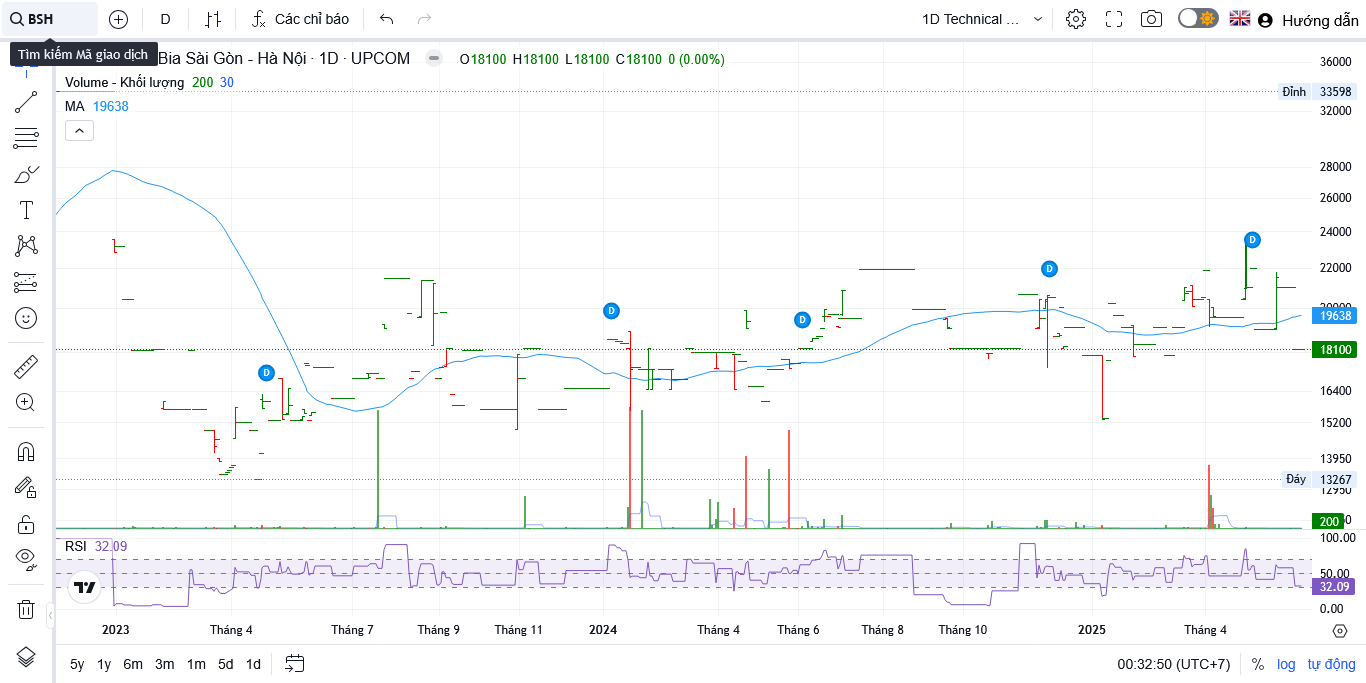 BSH
D
Các chỉ báo
1D Technical ...
Hướng dẫn
Tìm kiếm Mã giao dịch
Bia Sài Gòn - Hà Nội · 1D · UPCOM
O18100 H18100 L18100 C18100 0 (0.00%)
Volume - Khối lượng 200 30
MA 19638
36000
Đỉnh 33598
32000
28000
26000
24000
22000
20000
19638
18100
16400
15200
13950
Đáy 13267
12950
200
D
D
D
D
D
RSI 32.09
100.00
50.00
32.09
0.00
2023 Tháng 4 Tháng 7 Tháng 9 Tháng 11 2024 Tháng 4 Tháng 6 Tháng 8 Tháng 10 2025 Tháng 4
5y 1y 6m 3m 1m 5d 1d
00:32:50 (UTC+7) % log tự động